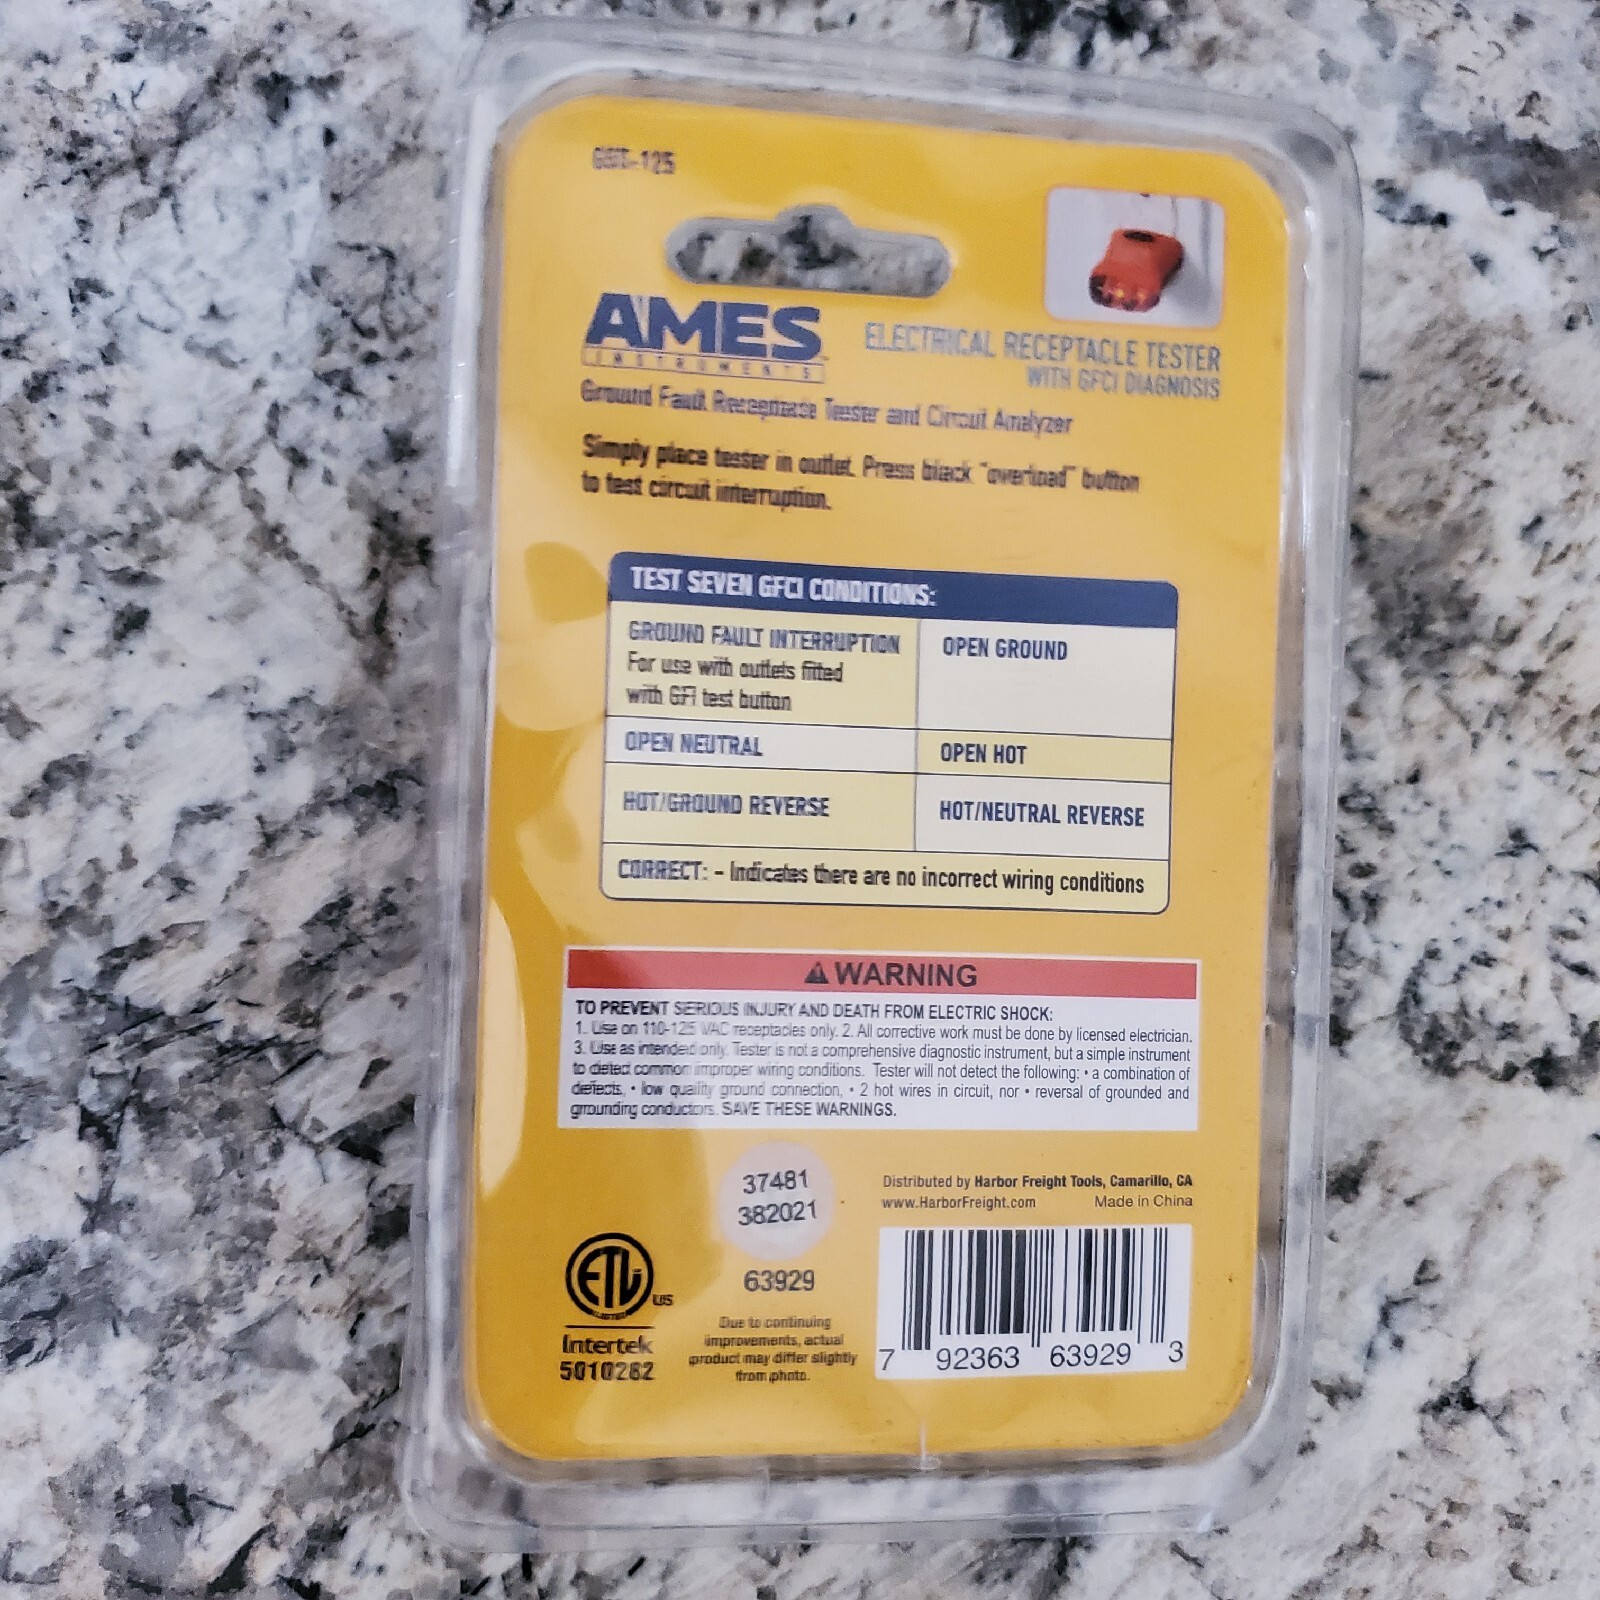 AMES
INSTRUMENTS
ELECTRICAL RECEPTACLE TESTER
WITH GFCI DIAGNOSIS
Ground Fault Receptacle Tester and Circuit Analyzer
Simply place tester in outlet. Press black "overload" button
to test circuit interruption.
TEST SEVEN GFCI CONDITIONS:
GROUND FAULT INTERRUPTION
For use with outlets fitted
with GFI test button
OPEN GROUND
OPEN NEUTRAL
OPEN HOT
HOT/GROUND REVERSE
HOT/NEUTRAL REVERSE
CORRECT: - Indicates there are no incorrect wiring conditions
WARNING
TO PREVENT SERIOUS INJURY AND DEATH FROM ELECTRIC SHOCK:
1. Use on 110-125 VAC receptacles only. 2. All corrective work must be done by licensed electrician.
3. Use as intended only. Tester is not a comprehensive diagnostic instrument, but a simple instrument
to detect common improper wiring conditions. Tester will not detect the following: • a combination of
defects, • low quality ground connection, • 2 hot wires in circuit, nor • reversal of grounded and
grounding conductors. SAVE THESE WARNINGS.
37481
382021
63929
Due to continuing
improvements, actual
product may differ slightly
from photo.
ETL
US
Intertek
5010282
Distributed by Harbor Freight Tools, Camarillo, CA
www.HarborFreight.com Made in China
7 92363 63929 3